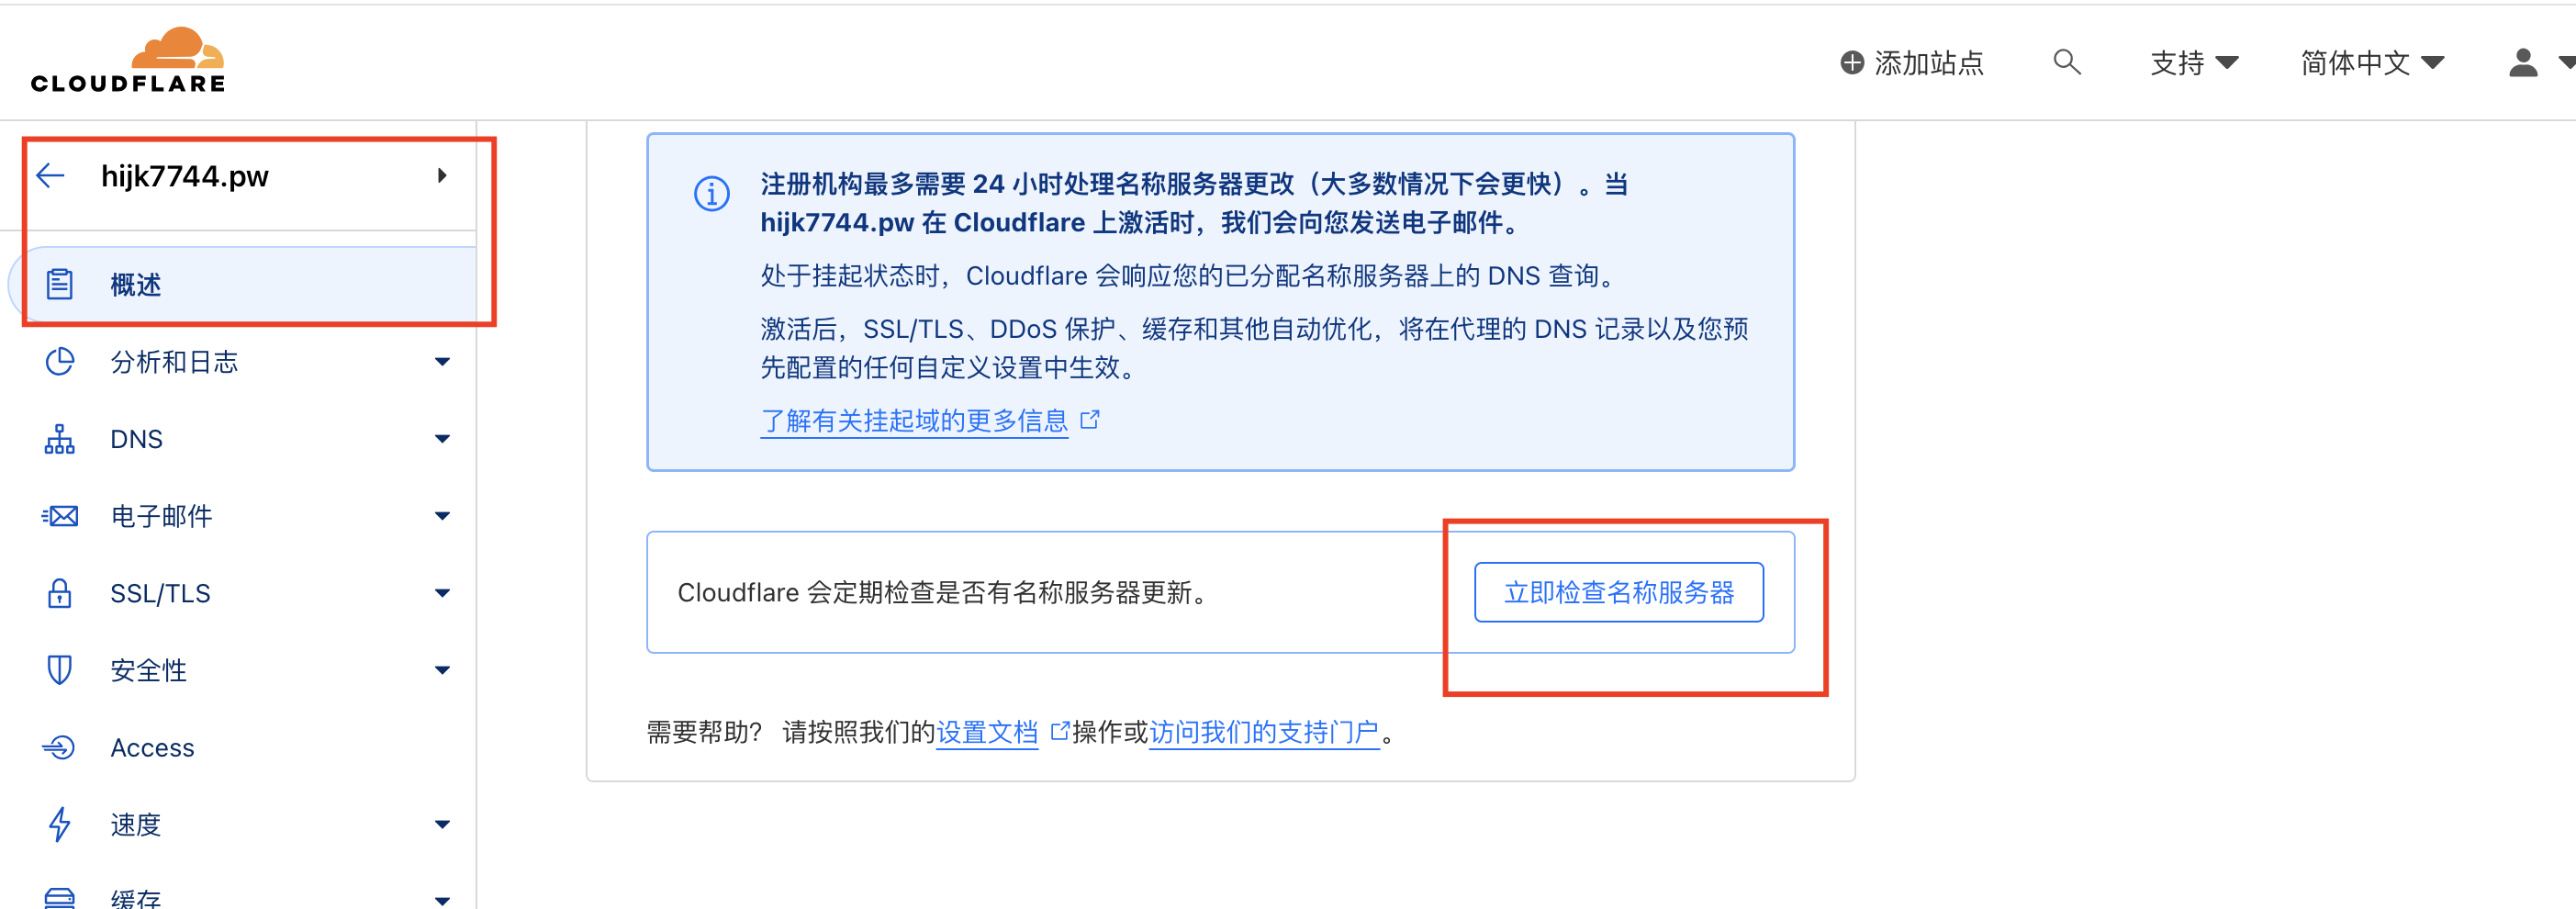 CLOUDFLARE
添加站点
支持
简体中文
hijk7744.pw
概述
分析和日志
DNS
电子邮件
SSL/TLS
安全性
Access
速度
缓存
注册机构最多需要 24 小时处理名称服务器更改（大多数情况下会更快）。当
hijk7744.pw 在 Cloudflare 上激活时，我们会向您发送电子邮件。
处于挂起状态时，Cloudflare 会响应您的已分配名称服务器上的 DNS 查询。
激活后，SSL/TLS、DDoS 保护、缓存和其他自动优化，将在代理的 DNS 记录以及您预
先配置的任何自定义设置中生效。
了解有关挂起域的更多信息
Cloudflare 会定期检查是否有名称服务器更新。
立即检查名称服务器
需要帮助？ 请按照我们的设置文档操作或访问我们的支持门户。